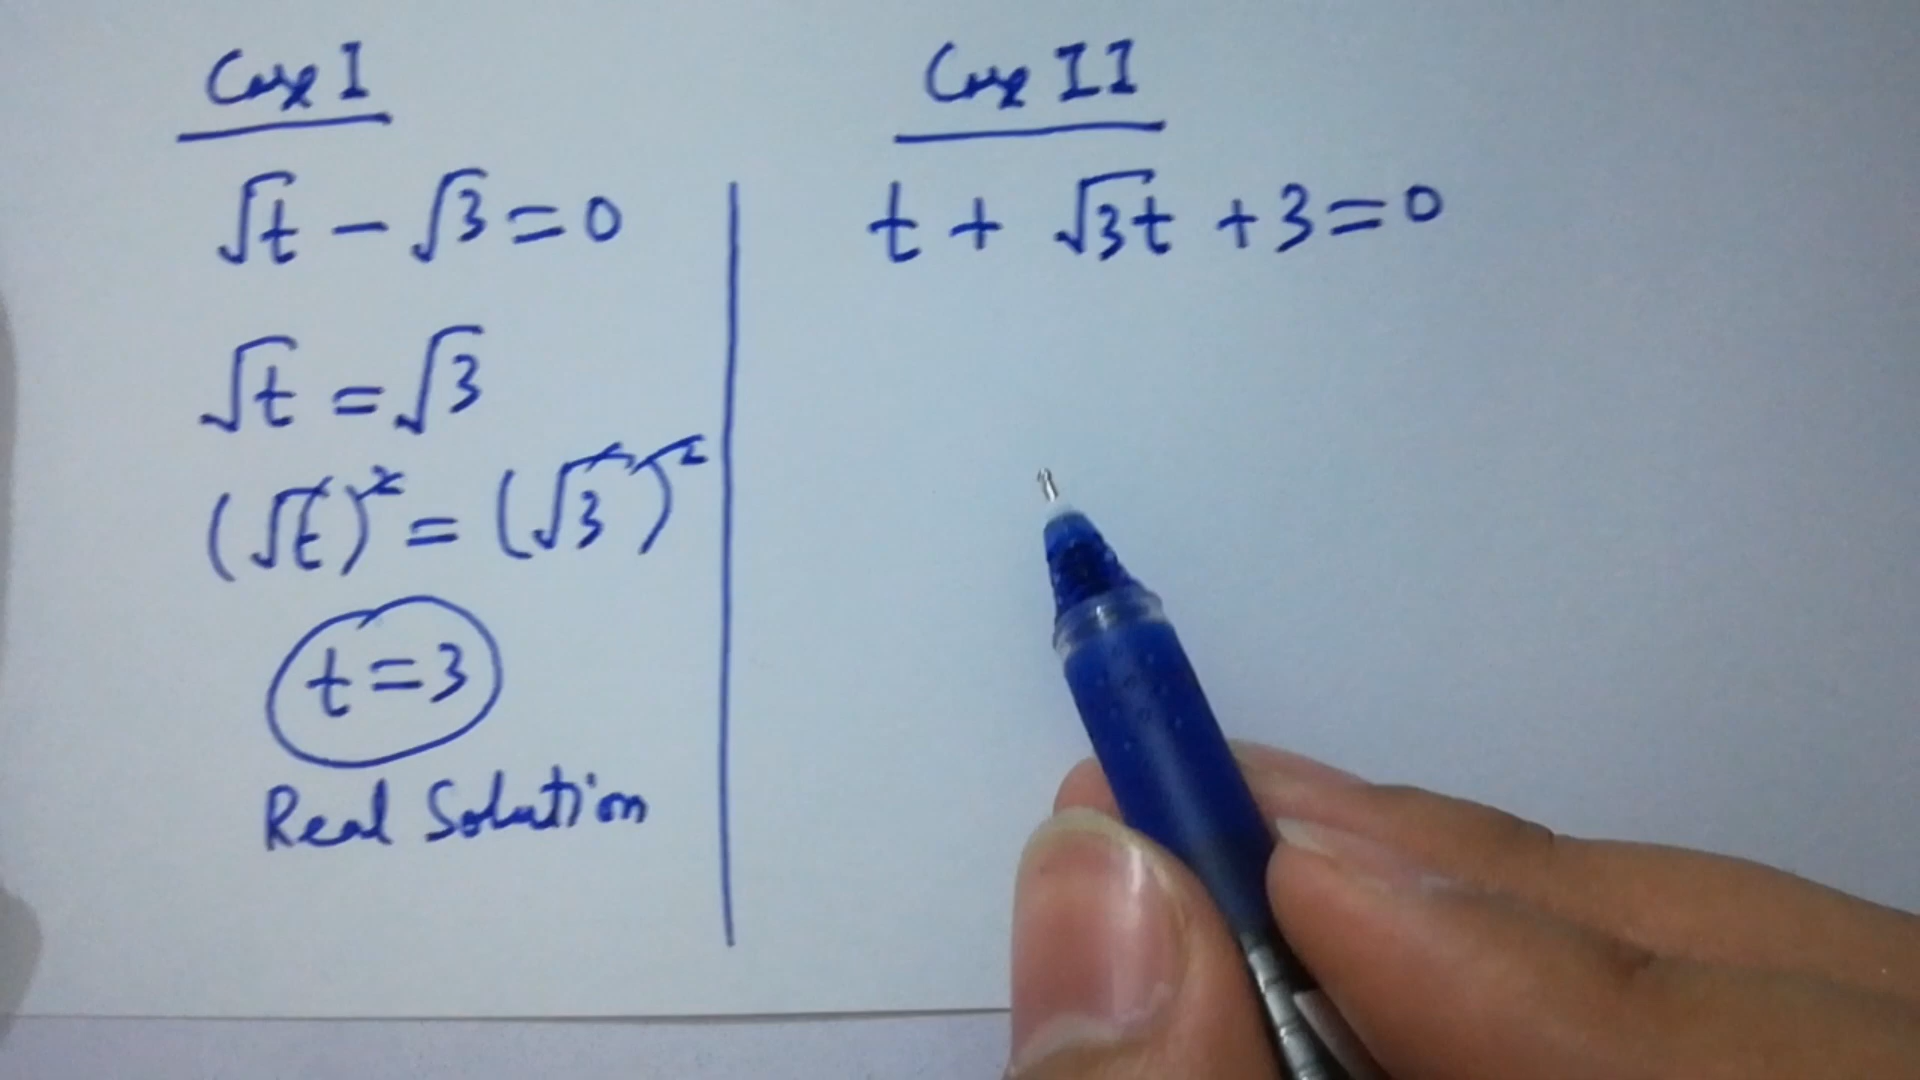 Case I
√t - √3 = 0
√t = √3
(√t)² = (√3)²
t = 3
Real Solution
Case II
t + √3t + 3 = 0